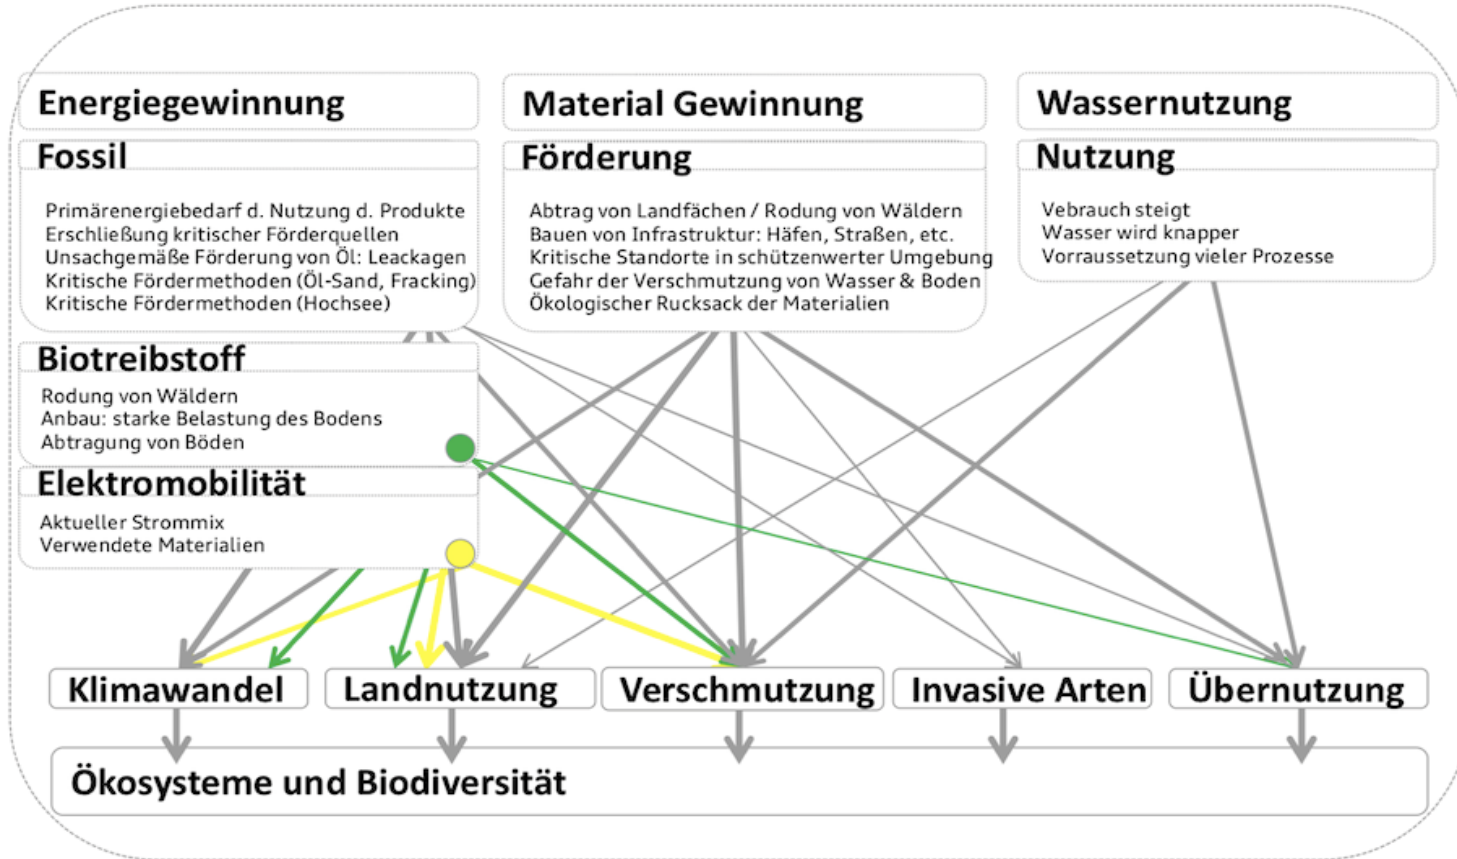 Energiegewinnung
Fossil
Primärenergiebedarf d. Nutzung d. Produkte
Erschließung kritischer Förderquellen
Unsachgemäße Förderung von Öl: Leackagen
Kritische Fördermethoden (Öl-Sand, Fracking)
Kritische Fördermethoden (Hochsee)
Biotreibstoff
Rodung von Wäldern
Anbau: starke Belastung des Bodens
Abtragung von Böden
Elektromobilität
Aktueller Strommix
Verwendete Materialien
Material Gewinnung
Förderung
Abtrag von Landfächen / Rodung von Wäldern
Bauen von Infrastruktur: Häfen, Straßen, etc.
Kritische Standorte in schützenwerter Umgebung
Gefahr der Verschmutzung von Wasser & Boden
Ökologischer Rucksack der Materialien
Wassernutzung
Nutzung
Vebrauch steigt
Wasser wird knapper
Vorraussetzung vieler Prozesse
Klimawandel
Landnutzung
Verschmutzung
Invasive Arten
Übernutzung
Ökosysteme und Biodiversität